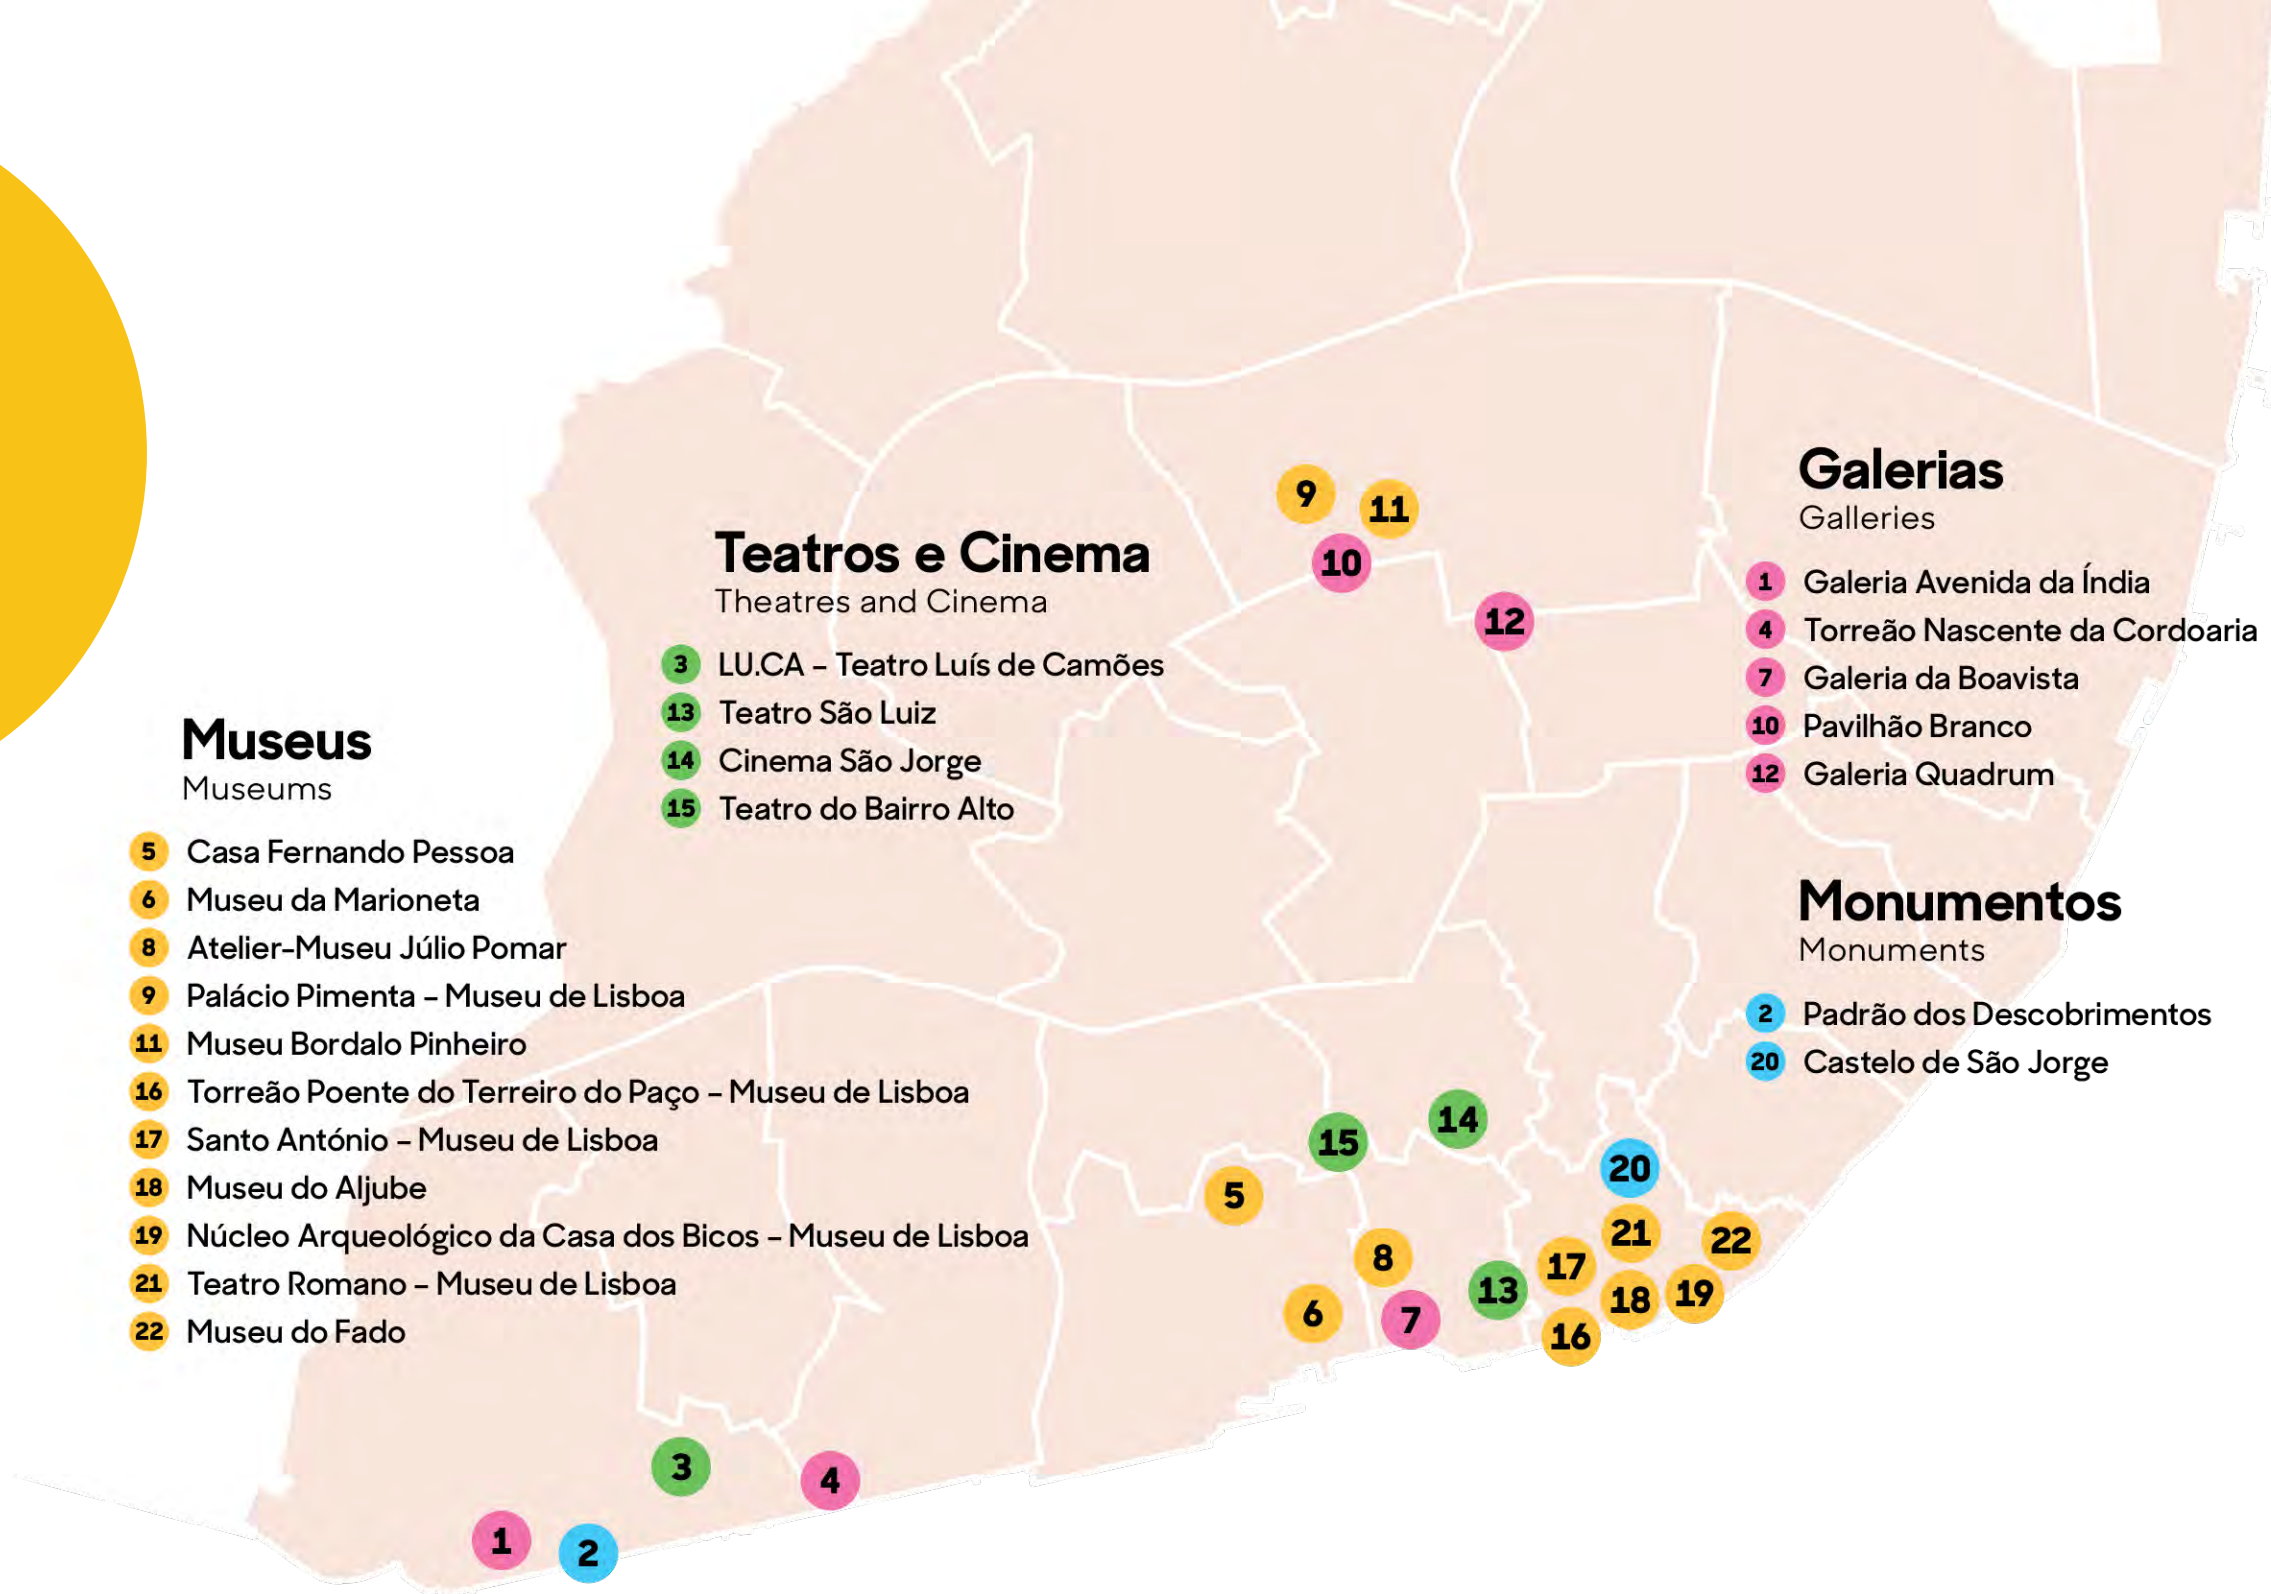 Museus
Museums
5 Casa Fernando Pessoa
6 Museu da Marioneta
8 Atelier-Museu Júlio Pomar
9 Palácio Pimenta – Museu de Lisboa
11 Museu Bordalo Pinheiro
16 Torreão Poente do Terreiro do Paço – Museu de Lisboa
17 Santo António – Museu de Lisboa
18 Museu do Aljube
19 Núcleo Arqueológico da Casa dos Bicos – Museu de Lisboa
21 Teatro Romano – Museu de Lisboa
22 Museu do Fado
Teatros e Cinema
Theatres and Cinema
3 LU.CA – Teatro Luís de Camões
13 Teatro São Luiz
14 Cinema São Jorge
15 Teatro do Bairro Alto
Galerias
Galleries
1 Galeria Avenida da Índia
4 Torreão Nascente da Cordoaria
7 Galeria da Boavista
10 Pavilhão Branco
12 Galeria Quadrum
Monumentos
Monuments
2 Padrão dos Descobrimentos
20 Castelo de São Jorge
9
11
10
12
14
15
20
5
21
22
8
17
13
19
18
6
7
16
3
4
1
2